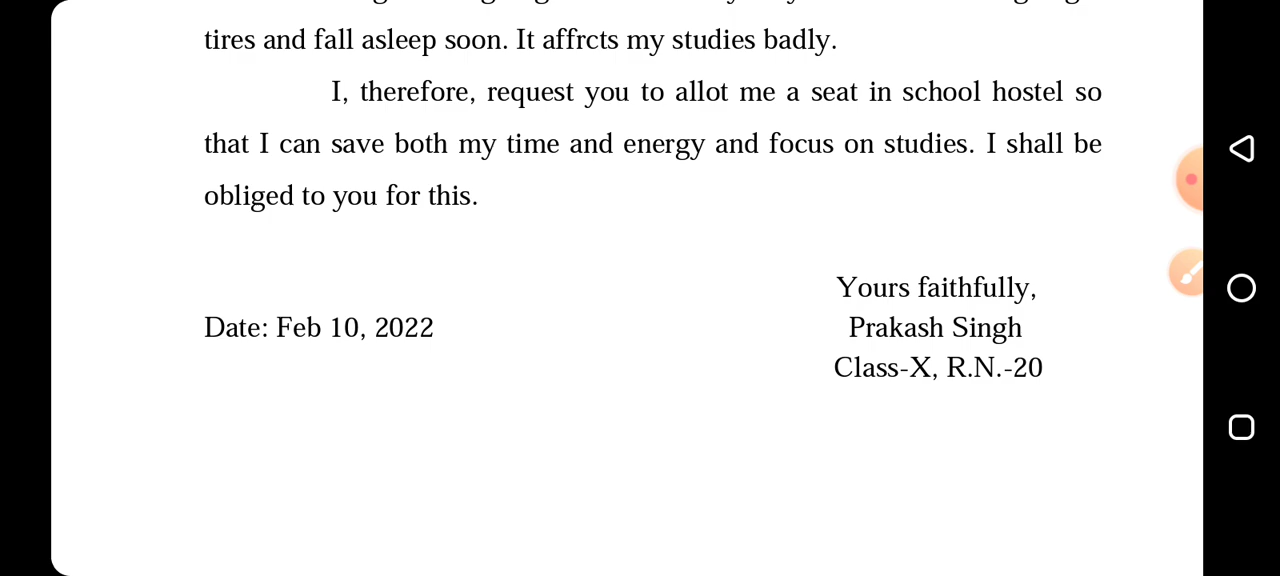 tires and fall asleep soon. It affrcts my studies badly.
I, therefore, request you to allot me a seat in school hostel so
that I can save both my time and energy and focus on studies. I shall be
obliged to you for this.
Yours faithfully,
Date: Feb 10, 2022 Prakash Singh
Class-X, R.N.-20